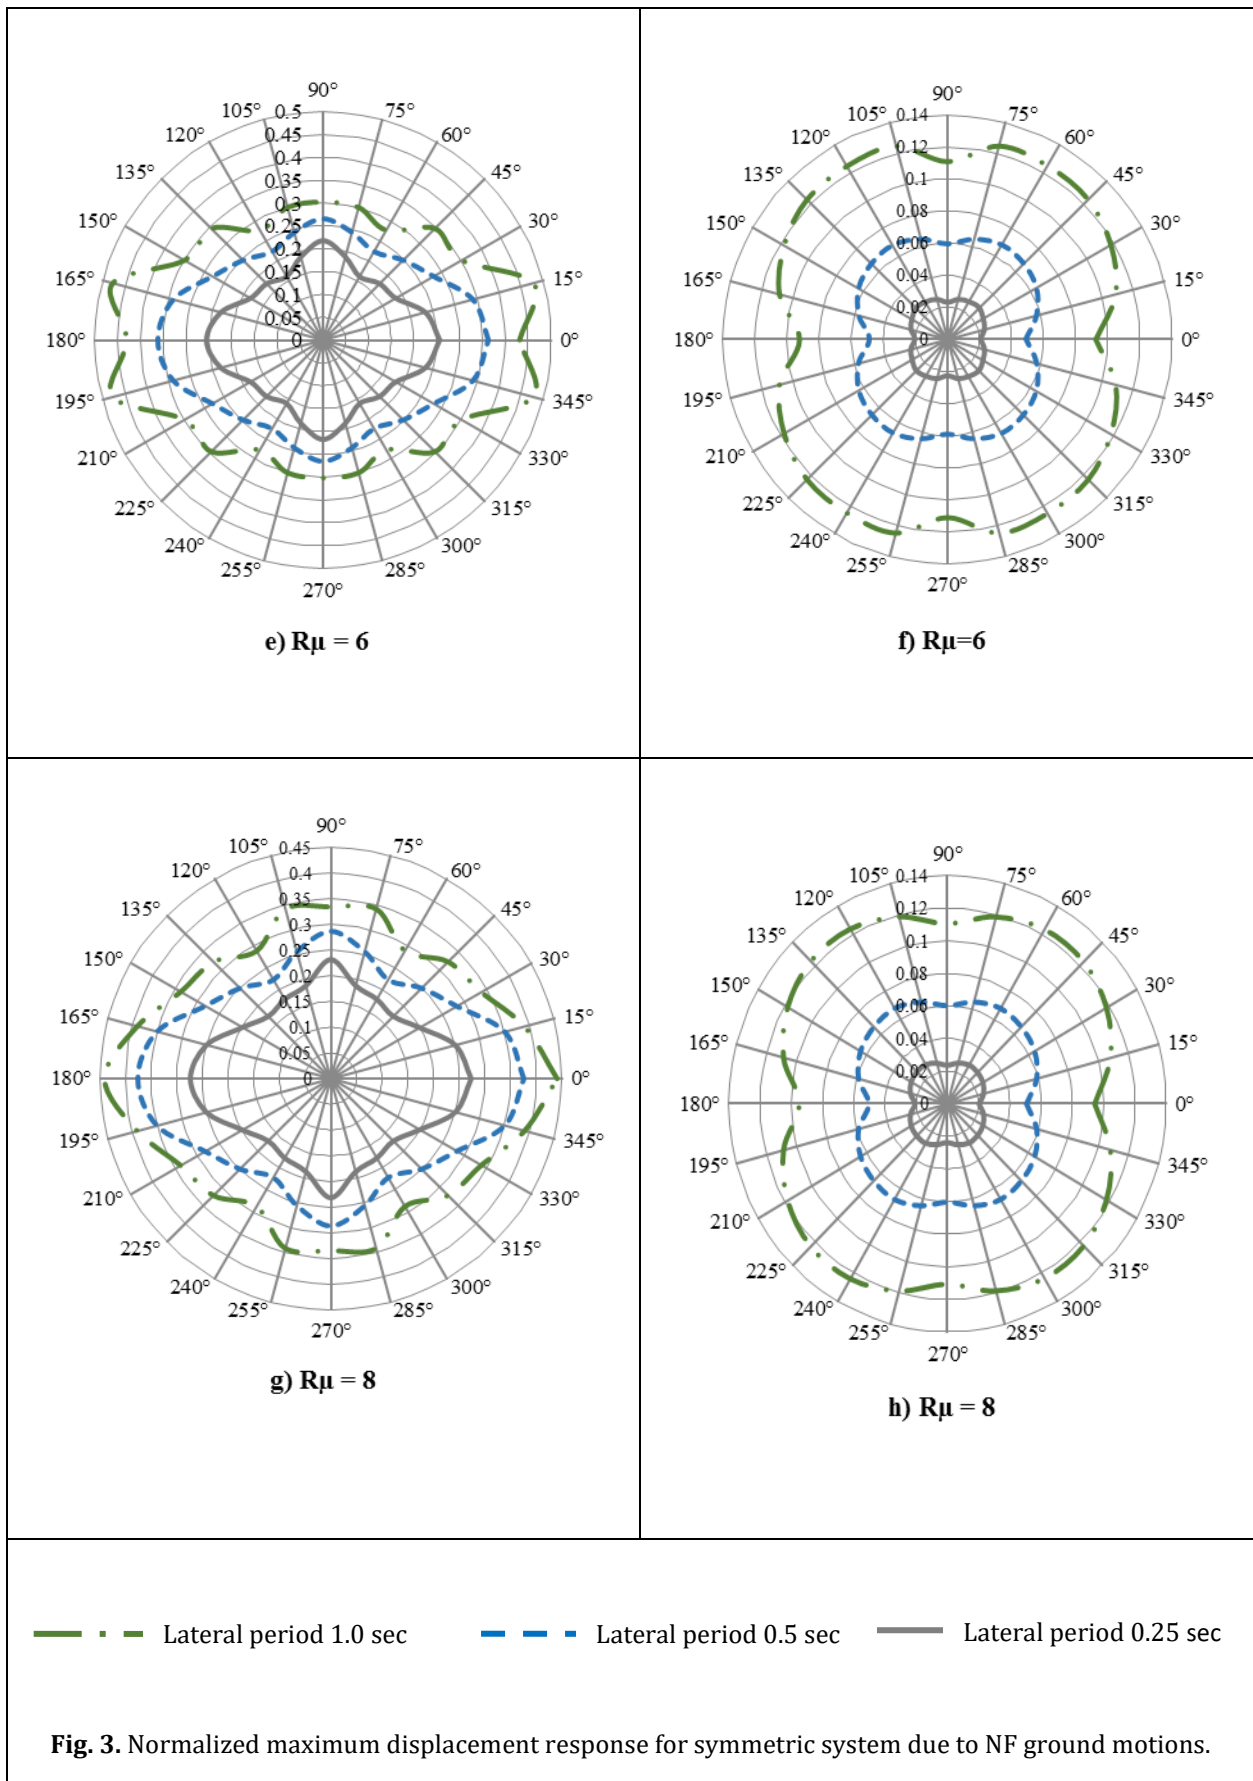 90°
105° 0.5 75°
120° 0.45 60°
0.4
135° 0.35 45°
0.3
150° 0.25 30°
0.2
165° 0.15 15°
0.1
0.05
180° 0 0°
195° 345°
210° 330°
225° 315°
240° 300°
255° 285°
270°
e) Rμ = 6
90°
105° 0.14 75°
120° 0.12 60°
135° 0.1 45°
0.08
150° 0.06 30°
165° 0.04 15°
0.02
180° 0 0°
195° 345°
210° 330°
225° 315°
240° 300°
255° 285°
270°
f) Rμ=6
90°
105° 0.45 75°
120° 0.4 60°
0.35
135° 0.3 45°
0.25
150° 0.2 30°
0.15
165° 0.1 15°
0.05
180° 0 0°
195° 345°
210° 330°
225° 315°
240° 300°
255° 285°
270°
g) Rμ = 8
90°
105° 0.14 75°
120° 0.12 60°
135° 0.1 45°
0.08
150° 0.06 30°
165° 0.04 15°
0.02
180° 0 0°
195° 345°
210° 330°
225° 315°
240° 300°
255° 285°
270°
h) Rμ = 8
Lateral period 1.0 sec Lateral period 0.5 sec Lateral period 0.25 sec
Fig. 3. Normalized maximum displacement response for symmetric system due to NF ground motions.